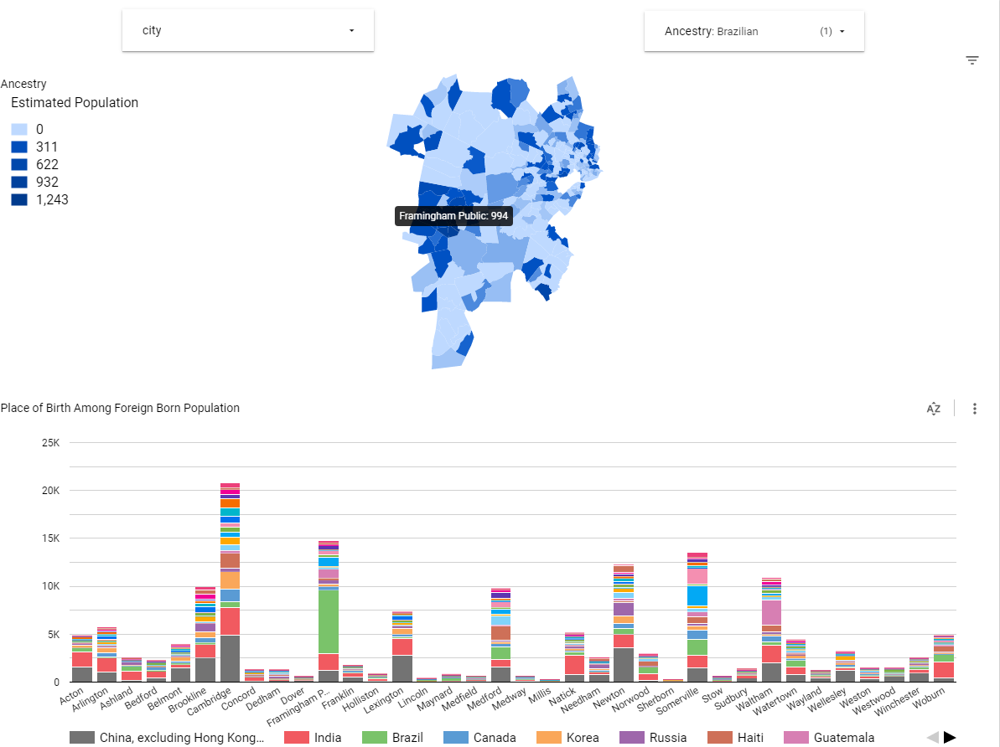 city
Ancestry: Brazilian (1)
Ancestry
Estimated Population
0
311
622
932
1,243
Framingham Public: 994
Place of Birth Among Foreign Born Population
AZ
25K
20K
15K
10K
5K
0
Acton
Arlington
Ashland
Bedford
Belmont
Brookline
Cambridge
Concord
Dedham
Dover
Framingham P...
Franklin
Holliston
Lexington
Lincoln
Maynard
Medfield
Medford
Medway
Millis
Natick
Needham
Newton
Norwood
Sherborn
Somerville
Stow
Sudbury
Waltham
Watertown
Wayland
Wellesley
Weston
Westwood
Winchester
Woburn
China, excluding Hong Kong... India Brazil Canada Korea Russia Haiti Guatemala